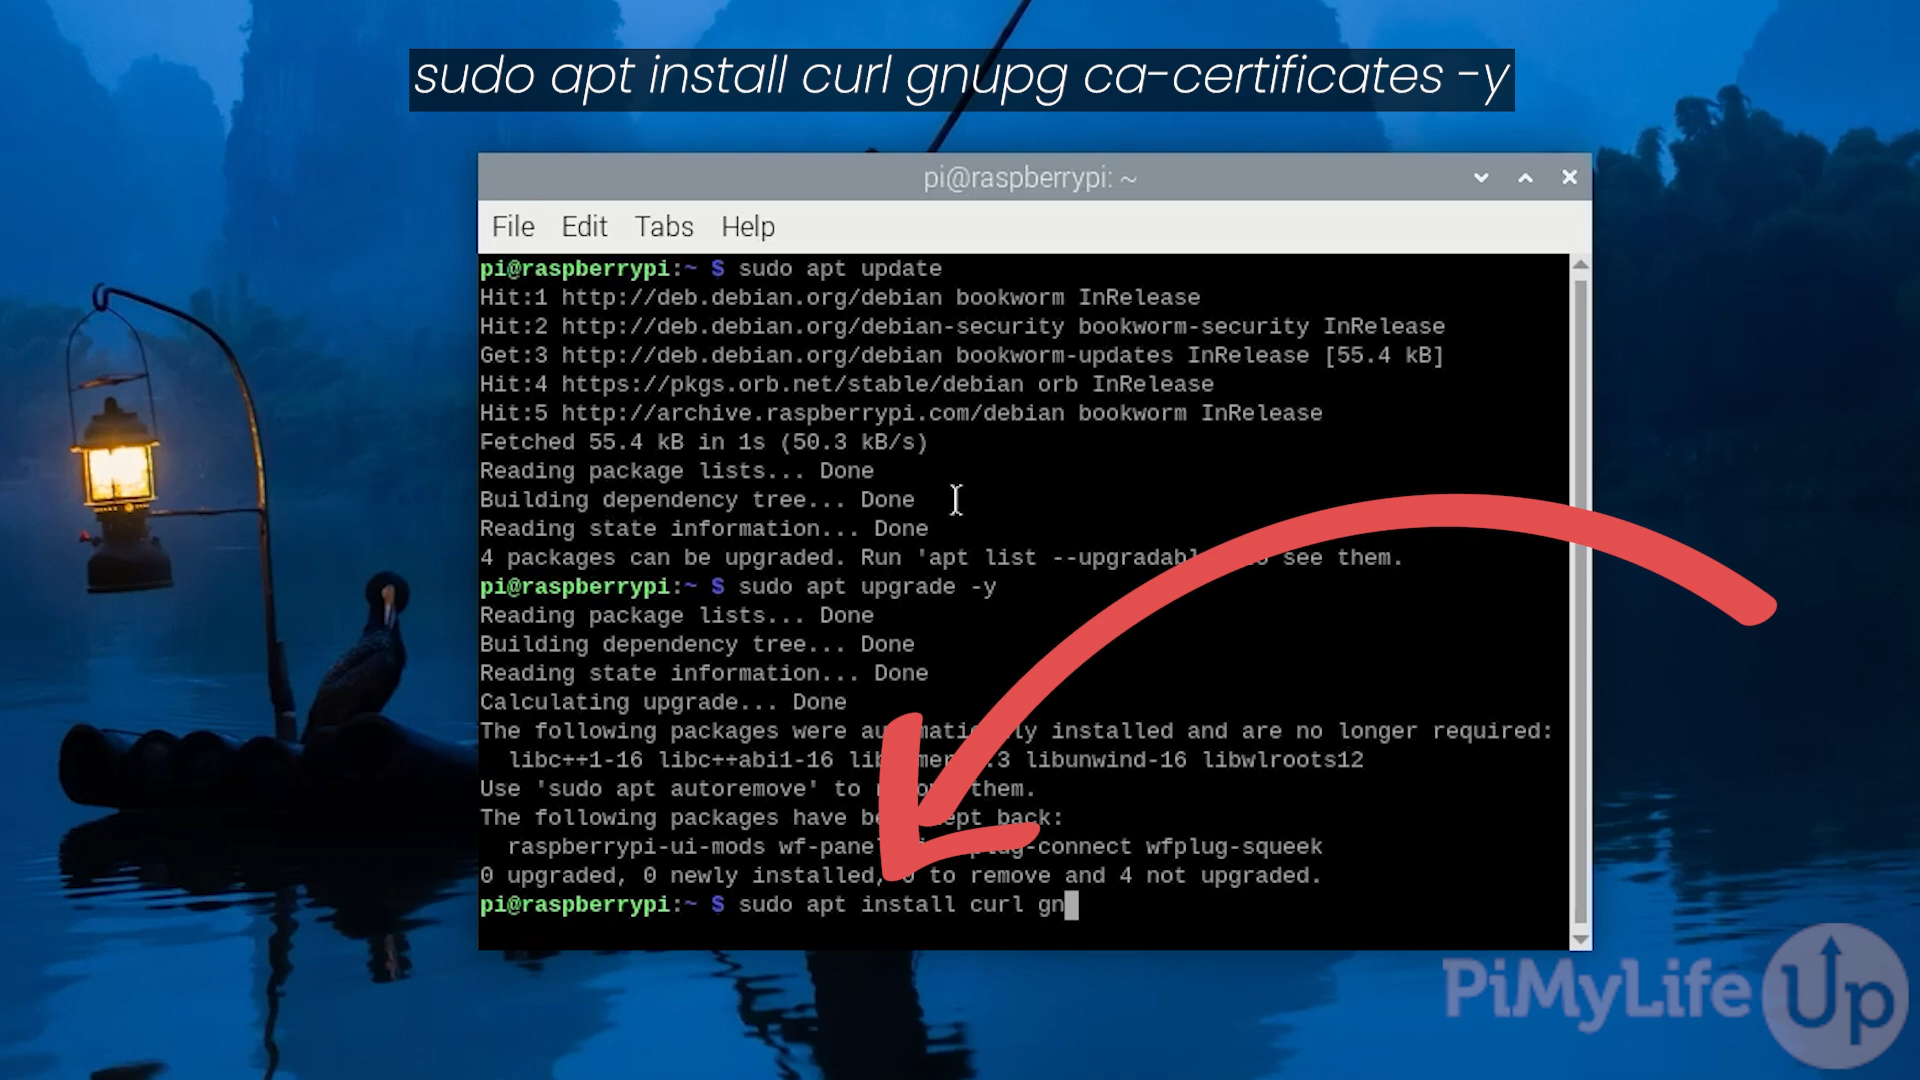 sudo apt install curl gnupg ca-certificates -y
pi@raspberrypi: ~
File Edit Tabs Help
pi@raspberrypi:~ $ sudo apt update
Hit:1 http://deb.debian.org/debian bookworm InRelease
Hit:2 http://deb.debian.org/debian-security bookworm-security InRelease
Get:3 http://deb.debian.org/debian bookworm-updates InRelease [55.4 kB]
Hit:4 https://pkgs.orb.net/stable/debian orb InRelease
Hit:5 http://archive.raspberrypi.com/debian bookworm InRelease
Fetched 55.4 kB in 1s (50.3 kB/s)
Reading package lists... Done
Building dependency tree... Done
Reading state information... Done
4 packages can be upgraded. Run 'apt list see them.
pi@raspberrypi:~ $ sudo apt upgrade -y
Reading package lists... Done
Building dependency tree... Done
Reading state information... Done
Calculating upgrade... Done
The following packages were installed and are no longer required:
libc++1-16 libc++abi1-16 libunwind-16 libwlroots12
Use 'sudo apt autoremove' to them.
The following packages have back:
raspberrypi-ui-mods wfplug-squeek
0 upgraded, 0 newly installed, to remove and 4 not upgraded.
pi@raspberrypi:~ $ sudo apt install curl gn
PiMyLifeUp